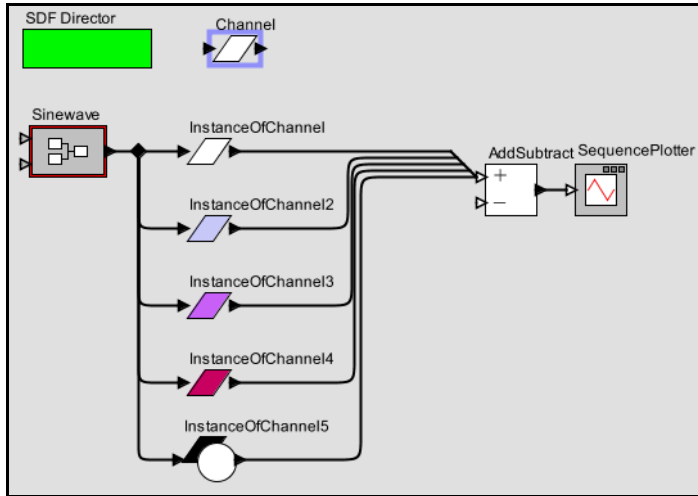 SDF Director
Channel
Sinewave
InstanceOfChannel
AddSubtract
SequencePlotter
+
−
InstanceOfChannel2
InstanceOfChannel3
InstanceOfChannel4
InstanceOfChannel5